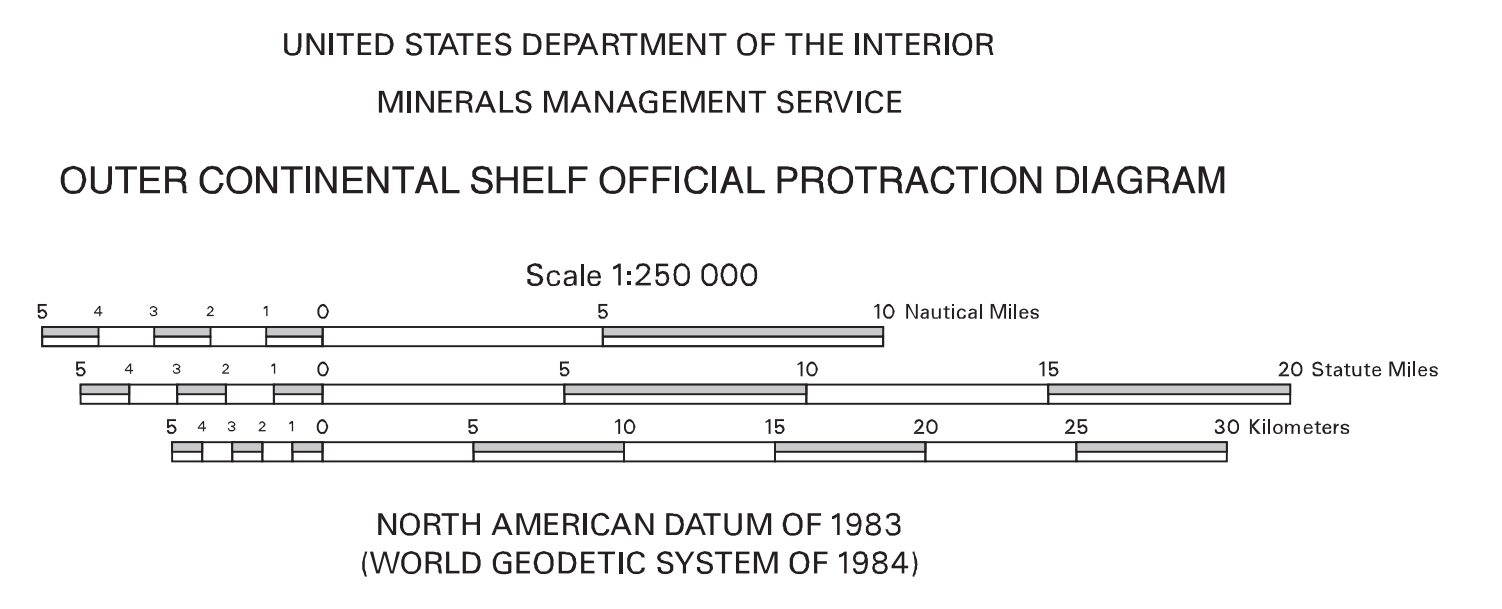 UNITED STATES DEPARTMENT OF THE INTERIOR
MINERALS MANAGEMENT SERVICE
OUTER CONTINENTAL SHELF OFFICIAL PROTRACTION DIAGRAM
Scale 1:250 000
5 4 3 2 1 0 5 10 Nautical Miles
5 4 3 2 1 0 5 10 15 20 Statute Miles
5 4 3 2 1 0 5 10 15 20 25 30 Kilometers
NORTH AMERICAN DATUM OF 1983
(WORLD GEODETIC SYSTEM OF 1984)